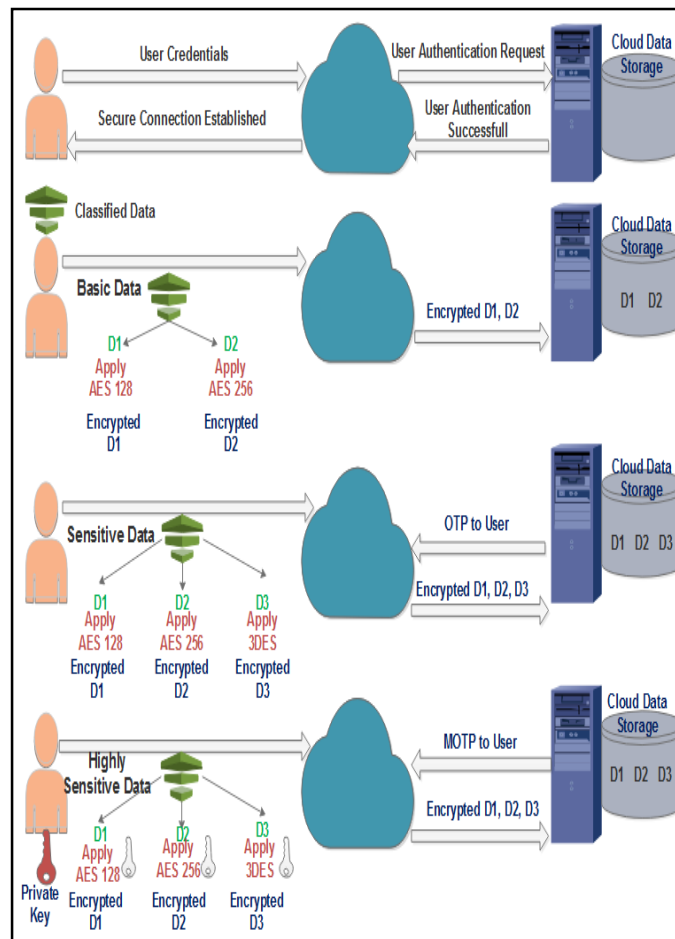 User Credentials
User Authentication Request
Cloud Data
Storage
Secure Connection Established
User Authentication
Successfull
Classified Data
Basic Data
D1
Apply
AES 128
Encrypted
D1
D2
Apply
AES 256
Encrypted
D2
Encrypted D1, D2
Cloud Data
Storage
D1 D2
Sensitive Data
D1
Apply
AES 128
Encrypted
D1
D2
Apply
AES 256
Encrypted
D2
D3
Apply
3DES
Encrypted
D3
OTP to User
Encrypted D1, D2, D3
Cloud Data
Storage
D1 D2 D3
Highly
Sensitive Data
Private
Key
D1
Apply
AES 128
Encrypted
D1
D2
Apply
AES 256
Encrypted
D2
D3
Apply
3DES
Encrypted
D3
MOTP to User
Encrypted D1, D2, D3
Cloud Data
Storage
D1 D2 D3